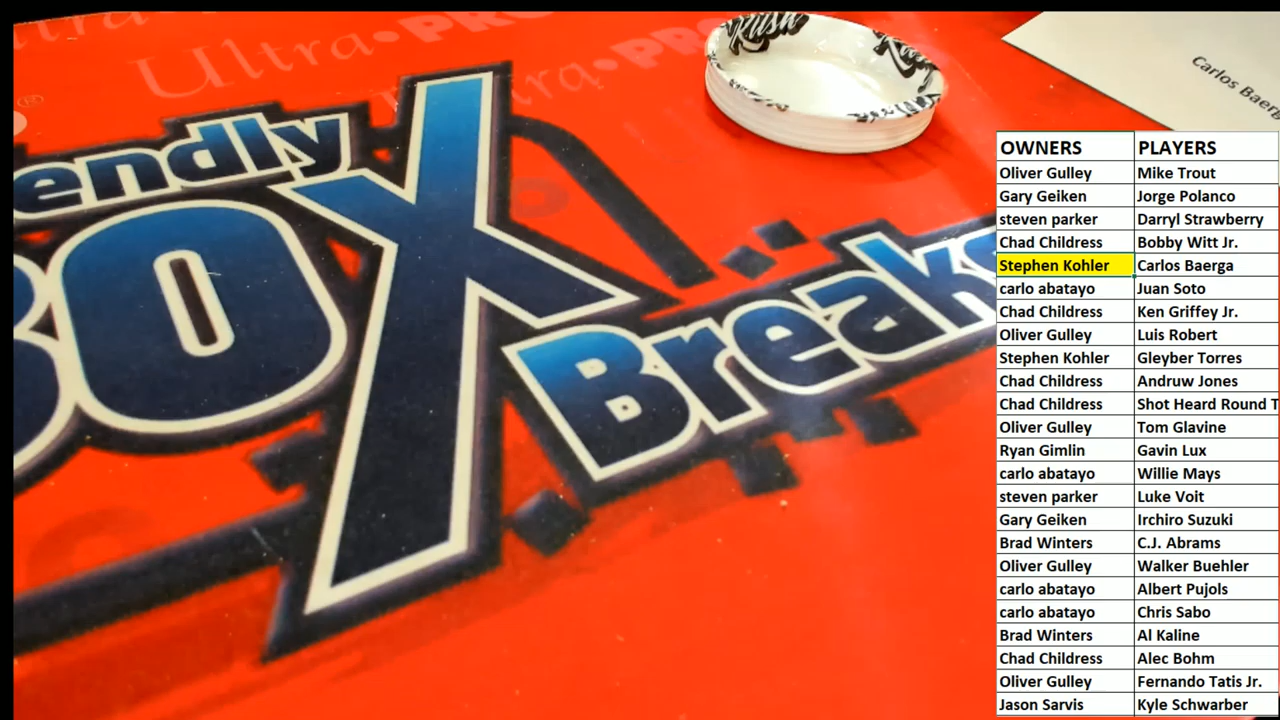 Ultra•PRO
Ultra•PRO
®
Kush
Kush
Carlos Baerg
endly
BOX
Breaks
OWNERS PLAYERS
Oliver Gulley Mike Trout
Gary Geiken Jorge Polanco
steven parker Darryl Strawberry
Chad Childress Bobby Witt Jr.
Stephen Kohler Carlos Baerga
carlo abatayo Juan Soto
Chad Childress Ken Griffey Jr.
Oliver Gulley Luis Robert
Stephen Kohler Gleyber Torres
Chad Childress Andruw Jones
Chad Childress Shot Heard Round T
Oliver Gulley Tom Glavine
Ryan Gimlin Gavin Lux
carlo abatayo Willie Mays
steven parker Luke Voit
Gary Geiken Irchiro Suzuki
Brad Winters C.J. Abrams
Oliver Gulley Walker Buehler
carlo abatayo Albert Pujols
carlo abatayo Chris Sabo
Brad Winters Al Kaline
Chad Childress Alec Bohm
Oliver Gulley Fernando Tatis Jr.
Jason Sarvis Kyle Schwarber